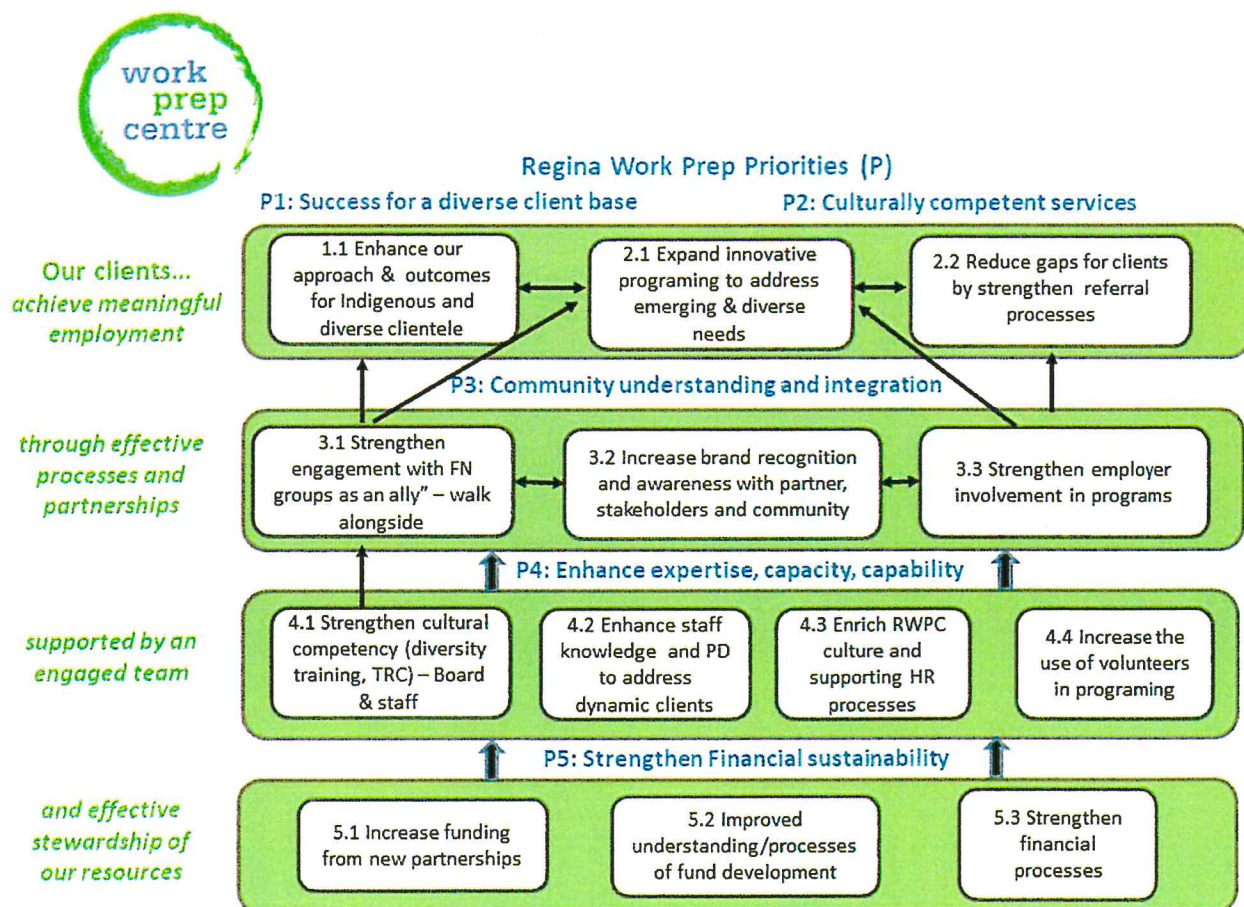 work
prep
centre
Regina Work Prep Priorities (P)
P1: Success for a diverse client base
P2: Culturally competent services
Our clients...
achieve meaningful
employment
1.1 Enhance our
approach & outcomes
for Indigenous and
diverse clientele
2.1 Expand innovative
programing to address
emerging & diverse
needs
2.2 Reduce gaps for clients
by strengthen referral
processes
P3: Community understanding and integration
through effective
processes and
partnerships
3.1 Strengthen
engagement with FN
groups as an ally” – walk
alongside
3.2 Increase brand recognition
and awareness with partner,
stakeholders and community
3.3 Strengthen employer
involvement in programs
P4: Enhance expertise, capacity, capability
supported by an
engaged team
4.1 Strengthen cultural
competency (diversity
training, TRC) – Board
& staff
4.2 Enhance staff
knowledge and PD
to address
dynamic clients
4.3 Enrich RWPC
culture and
supporting HR
processes
4.4 Increase the
use of volunteers
in programing
P5: Strengthen Financial sustainability
and effective
stewardship of
our resources
5.1 Increase funding
from new partnerships
5.2 Improved
understanding/processes
of fund development
5.3 Strengthen
financial
processes